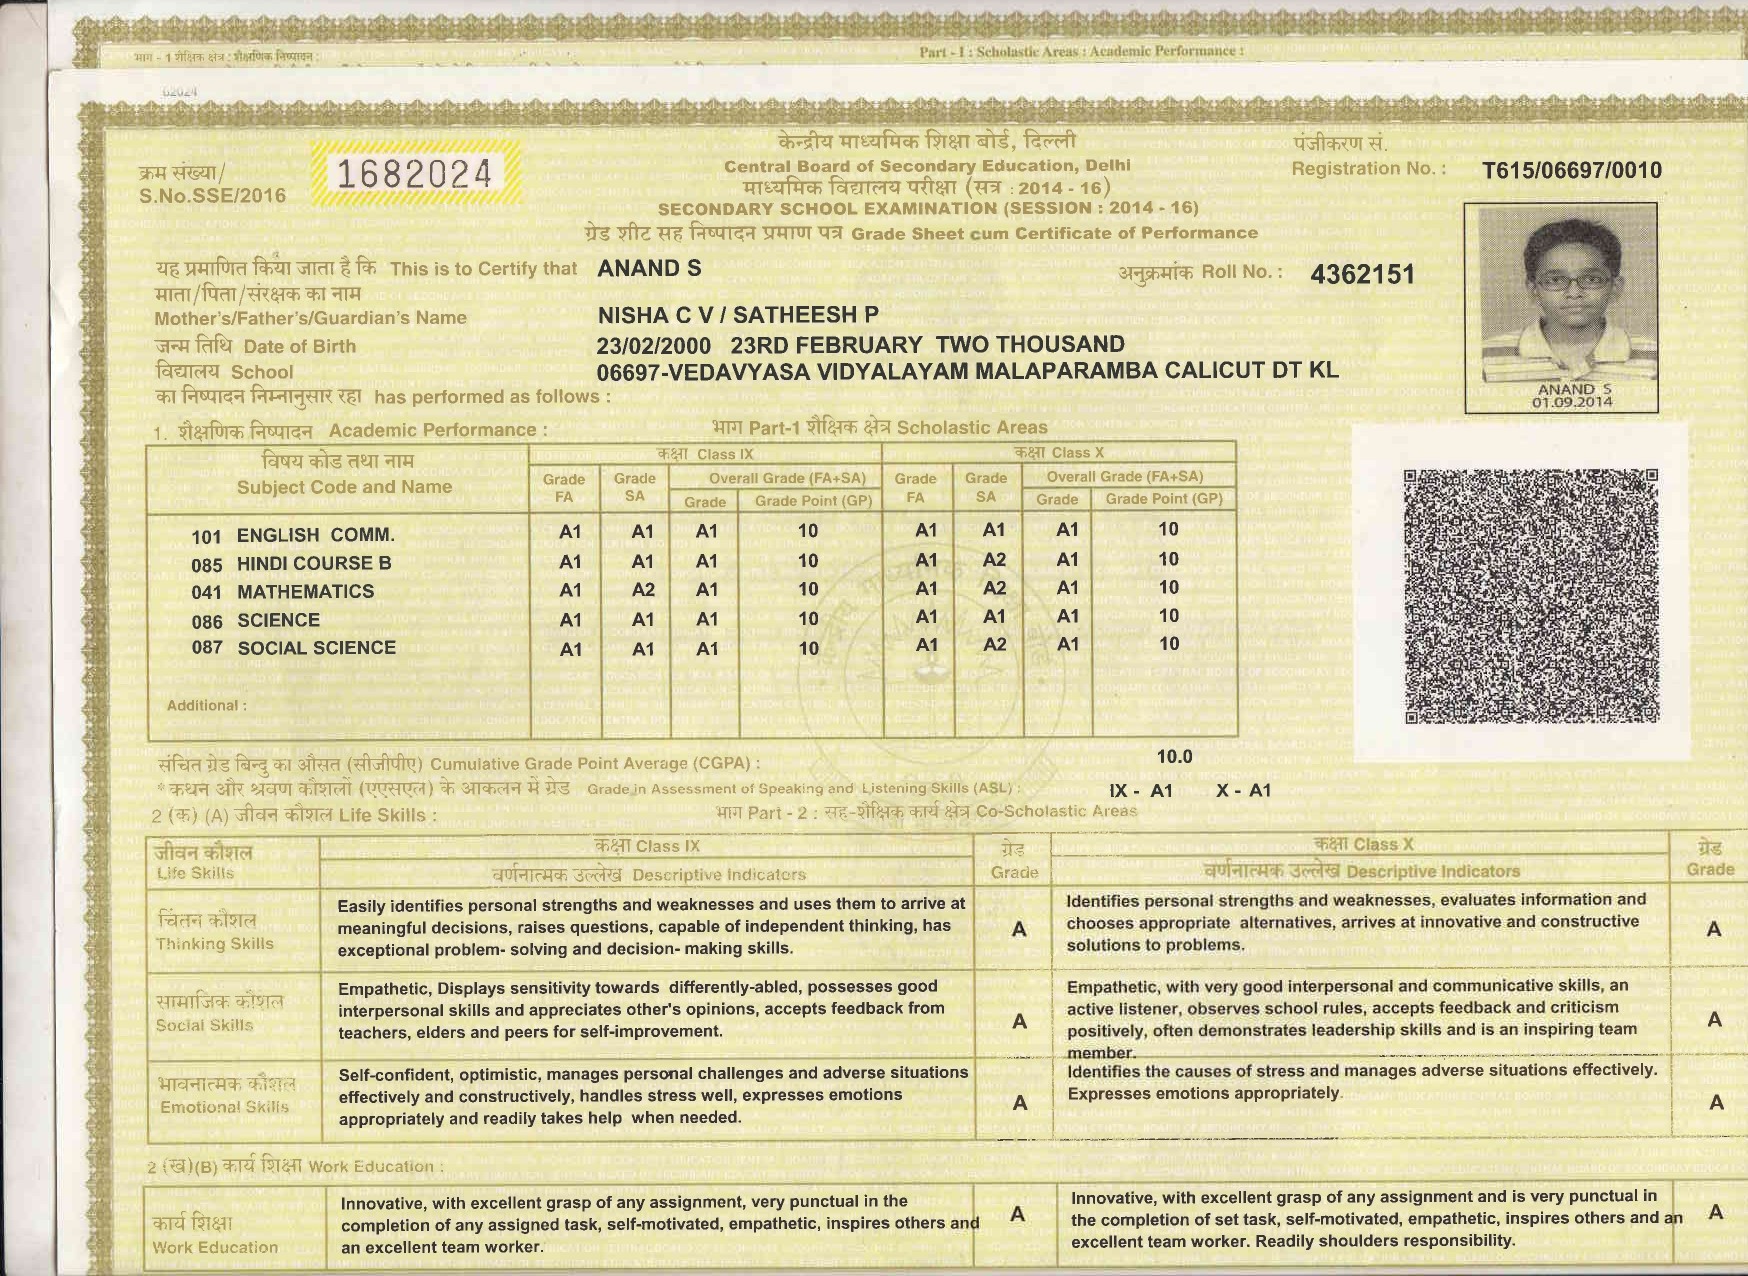 भाग - 1 शैक्षिक क्षेत्र : शैक्षणिक निष्पादन :
Part - I : Scholastic Areas : Academic Performance :
केन्द्रीय माध्यमिक शिक्षा बोर्ड, दिल्ली
पंजीकरण सं.
क्रम संख्या/
1682024
Central Board of Secondary Education, Delhi
Registration No. : T615/06697/0010
S.No.SSE/2016
माध्यमिक विद्यालय परीक्षा (सत्र : 2014 - 16)
SECONDARY SCHOOL EXAMINATION (SESSION : 2014 - 16)
ग्रेड शीट सह निष्पादन प्रमाण पत्र Grade Sheet cum Certificate of Performance
यह प्रमाणित किया जाता है कि This is to Certify that ANAND S
अनुक्रमांक Roll No. : 4362151
माता/पिता/संरक्षक का नाम
Mother's/Father's/Guardian's Name NISHA C V / SATHEESH P
जन्म तिथि Date of Birth 23/02/2000 23RD FEBRUARY TWO THOUSAND
विद्यालय School 06697-VEDAVYASA VIDYALAYAM MALAPARAMBA CALICUT DT KL
ANAND S
01.09.2014
का निष्पादन निम्नानुसार रहा has performed as follows :
1. शैक्षणिक निष्पादन Academic Performance : भाग Part-1 शैक्षिक क्षेत्र Scholastic Areas
विषय कोड तथा नाम कक्षा Class IX कक्षा Class X
Subject Code and Name Grade FA Grade SA Overall Grade (FA+SA) Grade FA Grade SA Overall Grade (FA+SA)
Grade Grade Point (GP) Grade Grade Point (GP)
101 ENGLISH COMM. A1 A1 A1 10 A1 A1 A1 10
085 HINDI COURSE B A1 A1 A1 10 A1 A2 A1 10
041 MATHEMATICS A1 A2 A1 10 A1 A2 A1 10
086 SCIENCE A1 A1 A1 10 A1 A1 A1 10
087 SOCIAL SCIENCE A1 A1 A1 10 A1 A2 A1 10
Additional :
संचित ग्रेड बिन्दु का औसत (सीजीपीए) Cumulative Grade Point Average (CGPA) : 10.0
* कथन और श्रवण कौशलों (एएसएल) के आकलन में ग्रेड Grade in Assessment of Speaking and Listening Skills (ASL) : IX - A1 X - A1
2 (क) (A) जीवन कौशल Life Skills : भाग Part - 2 : सह-शैक्षिक कार्य क्षेत्र Co-Scholastic Areas
जीवन कौशल कक्षा Class IX ग्रेड कक्षा Class X ग्रेड
Life Skills वर्णनात्मक उल्लेख Descriptive Indicators Grade वर्णनात्मक उल्लेख Descriptive Indicators Grade
चिंतन कौशल
Thinking Skills
Easily identifies personal strengths and weaknesses and uses them to arrive at
meaningful decisions, raises questions, capable of independent thinking, has
exceptional problem- solving and decision- making skills.
A
Identifies personal strengths and weaknesses, evaluates information and
chooses appropriate alternatives, arrives at innovative and constructive
solutions to problems.
A
सामाजिक कौशल
Social Skills
Empathetic, Displays sensitivity towards differently-abled, possesses good
interpersonal skills and appreciates other's opinions, accepts feedback from
teachers, elders and peers for self-improvement.
A
Empathetic, with very good interpersonal and communicative skills, an
active listener, observes school rules, accepts feedback and criticism
positively, often demonstrates leadership skills and is an inspiring team
member.
A
भावनात्मक कौशल
Emotional Skills
Self-confident, optimistic, manages personal challenges and adverse situations
effectively and constructively, handles stress well, expresses emotions
appropriately and readily takes help when needed.
A
Identifies the causes of stress and manages adverse situations effectively.
Expresses emotions appropriately.
A
2 (ख)(B) कार्य शिक्षा Work Education :
कार्य शिक्षा
Work Education
Innovative, with excellent grasp of any assignment, very punctual in the
completion of any assigned task, self-motivated, empathetic, inspires others and
an excellent team worker.
A
Innovative, with excellent grasp of any assignment and is very punctual in
the completion of set task, self-motivated, empathetic, inspires others and an
excellent team worker. Readily shoulders responsibility.
A